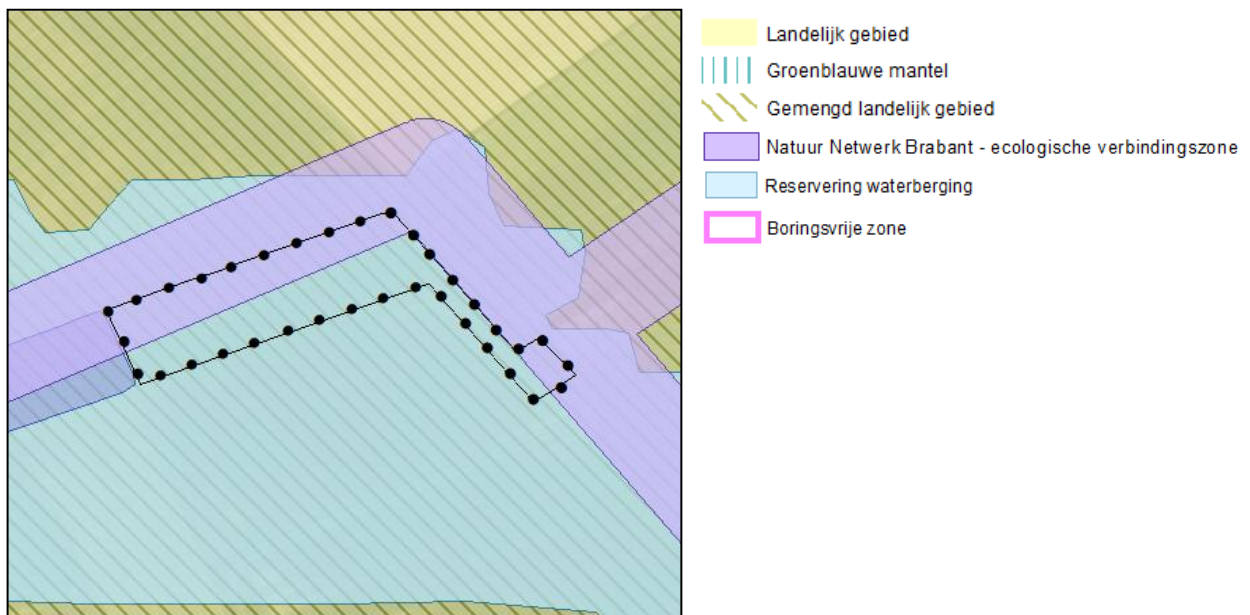 Landelijk gebied
Groenblauwe mantel
Gemengd landelijk gebied
Natuur Netwerk Brabant - ecologische verbindingszone
Reservering waterberging
Boringsvrije zone